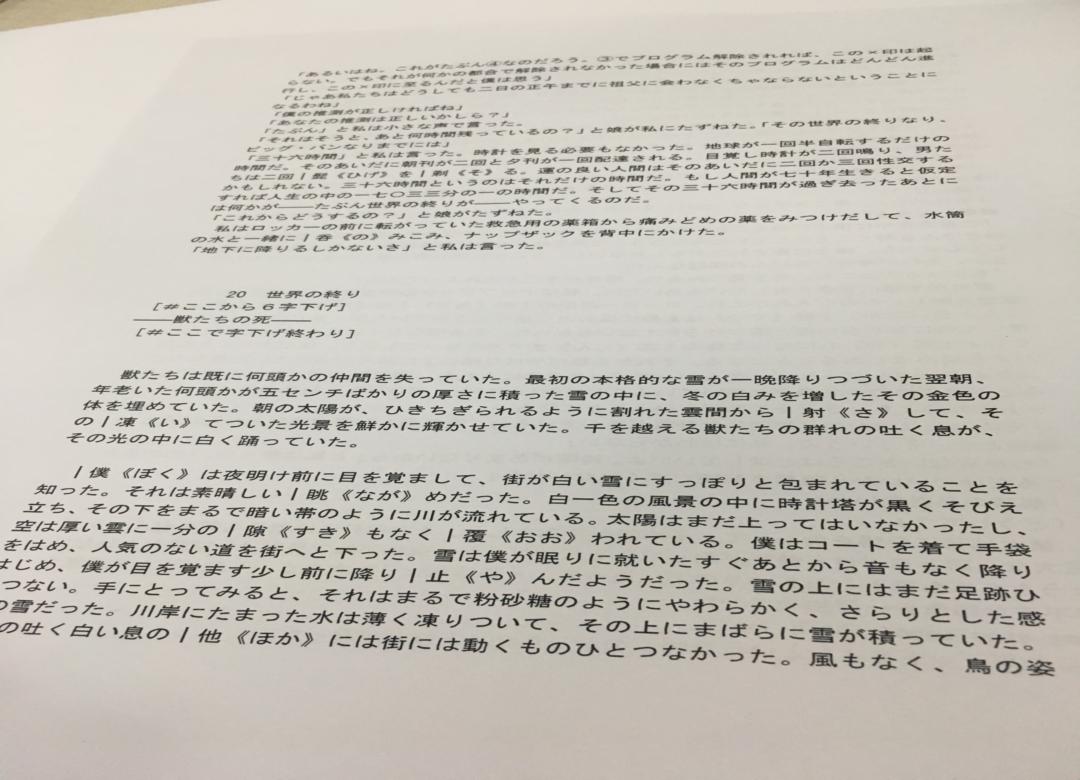 「あるいはね。これがたぶん④なのだろう。③でプログラム解除されれば、この×印は起
らない。でもそれが何かの都合で解除されなかった場合にはそのプログラムはどんどん進
行し、この×印に至るんだと僕は思う」
「じゃあ私たちはどうしても二日の正午までに祖父に会わなくちゃならないということに
なるわね」
「僕の推測が正しければね」
「あなたの推測は正しいかしら?」
「たぶん」と私は小さな声で言った。
「それはそうと、あと何時間残っているの?」と娘が私にたずねた。「その世界の終りなり、
ビッグ・バンなりまでには」
「三十六時間」と私は言った。時計を見る必要もなかった。地球が一回半自転するだけの
時間だ。そのあいだに朝刊が二回と夕刊が一回配達される。目覚し時計が二回鳴り、男た
ちは二回|髭《ひげ》を|剃《そ》る。運の良い人間はそのあいだに二回か三回性交する
かもしれない。三十六時間というのはそれだけの時間だ。もし人間が七十年生きると仮定
すれば人生の中の一七〇三三分の一の時間だ。そしてその三十六時間が過ぎ去ったあとに
は何かが——たぶん世界の終りが——やってくるのだ。
「これからどうするの?」と娘がたずねた。
私はロッカーの前に転がっていた救急用の薬箱から痛みどめの薬をみつけだして、水筒
の水と一緒に|呑《の》みこみ、ナップザックを背中にかけた。
「地下に降りるしかないさ」と私は言った。
20 世界の終り
[#ここから6字下げ]
——獣たちの死——
[#ここで字下げ終わり]
獣たちは既に何頭かの仲間を失っていた。最初の本格的な雪が一晩降りつづいた翌朝、
年老いた何頭かが五センチばかりの厚さに積った雪の中に、冬の白みを増したその金色の
体を埋めていた。朝の太陽が、ひきちぎられるように割れた雲間から|射《さ》して、そ
の|凍《い》てついた光景を鮮かに輝かせていた。千を越える獣たちの群れの吐く息が、
その光の中に白く踊っていた。
|僕《ぼく》は夜明け前に目を覚まして、街が白い雪にすっぽりと包まれていることを
知った。それは素晴しい|眺《なが》めだった。白一色の風景の中に時計塔が黒くそびえ
立ち、その下をまるで暗い帯のように川が流れている。太陽はまだ上ってはいなかったし、
空は厚い雲に一分の|隙《すき》もなく|覆《おお》われている。僕はコートを着て手袋
をはめ、人気のない道を街へと下った。雪は僕が眠りに就いたすぐあとから音もなく降り
はじめ、僕が目を覚ます少し前に降り|止《や》んだようだった。雪の上にはまだ足跡ひ
つない。手にとってみると、それはまるで粉砂糖のようにやわらかく、さらりとした感
の雪だった。川岸にたまった水は薄く凍りついて、その上にまばらに雪が積っていた。
の吐く白い息の|他《ほか》には街には動くものひとつなかった。風もなく、鳥の姿